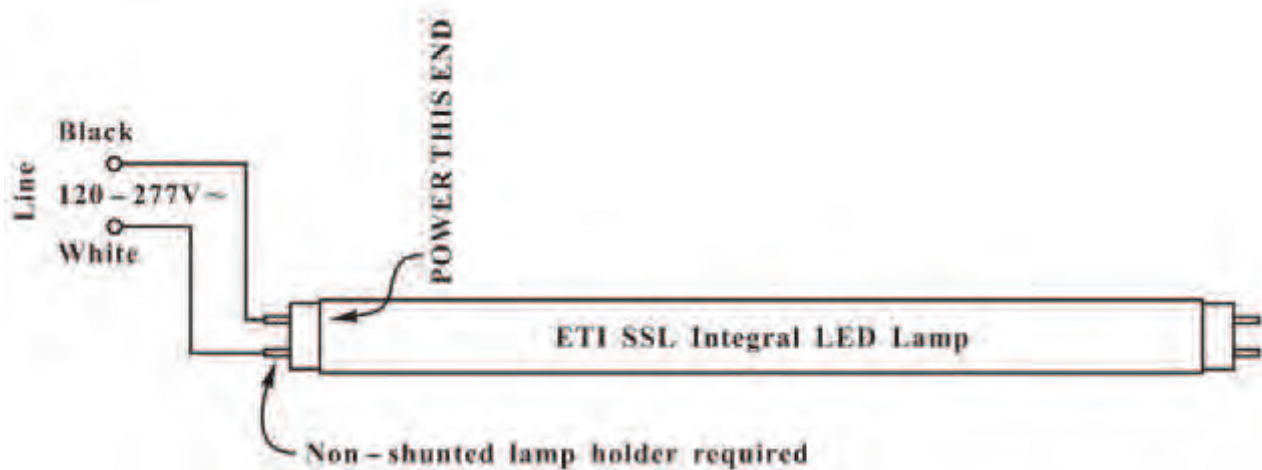 POWER THIS END
Black
Line
120–277V~
White
ETI SSL Integral LED Lamp
Non–shunted lamp holder required